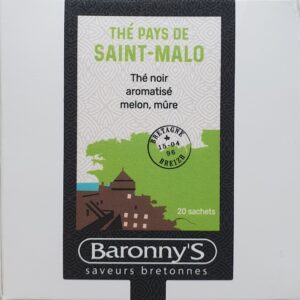 THÉ PAYS DE
SAINT-MALO
Thé noir
aromatisé
melon, mûre
BRETAGNE
15-04
96
BREIZH
20 sachets
Baronny'S
saveurs bretonnes